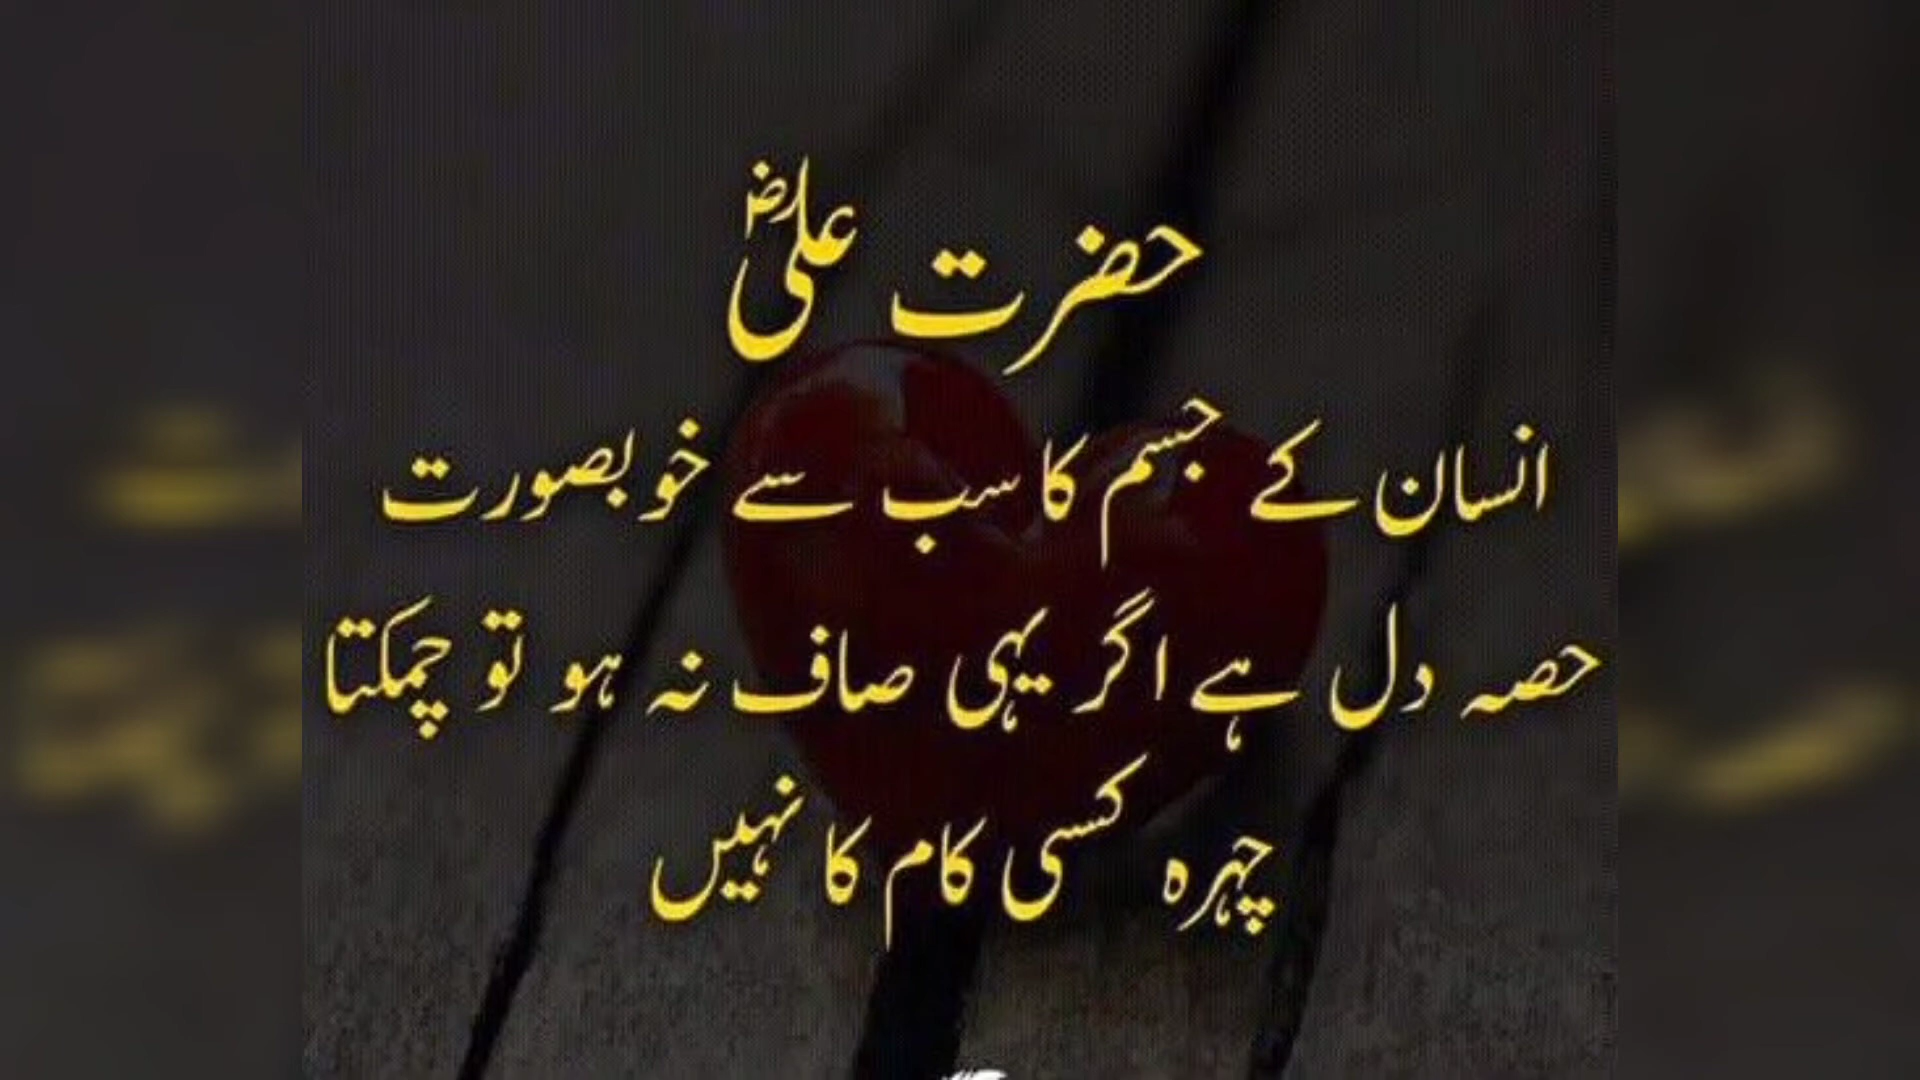 حضرت علیؓ
انسان کے جسم کا سب سے خوبصورت
حصہ دل ہے اگر یہی صاف نہ ہو تو چمکتا
چہرہ کسی کام کا نہیں